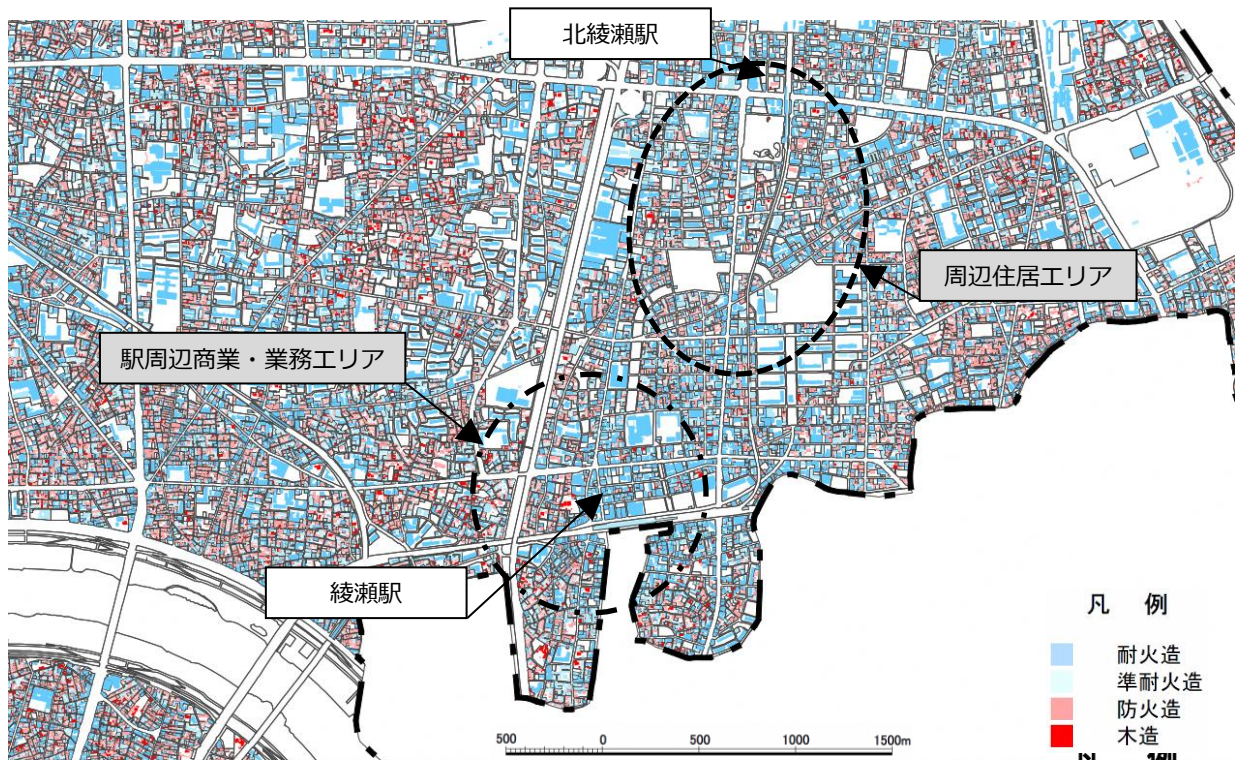 北綾瀬駅
周辺住居エリア
駅周辺商業・業務エリア
綾瀬駅
凡 例
耐火造
準耐火造
防火造
木造
500 0 500 1000 1500m